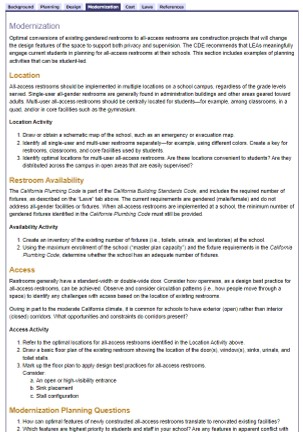 Background Planning Design Modernization Cost Laws References
Modernization
Optimal conversions of existing gendered restrooms to all-access restrooms are construction projects that will change
the design features of the space to support both privacy and supervision. The CDE recommends that LEAs meaningfully
engage current students in planning for all-access restrooms at their schools. This section includes examples of planning
activities that can be student-led.
Location
All-access restrooms should be implemented in multiple locations on a school campus, regardless of the grade levels
served. Single-user all-gender restrooms are generally found in administration buildings and other areas geared toward
adults. Multi-user all-access restrooms should be centrally located for students—for example, among classrooms, in a
quad, and/or in core facilities such as the gymnasium.
Location Activity
1. Draw or obtain a schematic map of the school, such as an emergency or evacuation map.
2. Identify all single-user and multi-user restrooms separately—for example, using different colors. Create a key for
restrooms, classrooms, and core facilities used by students.
3. Identify optimal locations for multi-user all-access restrooms. Are these locations convenient to students? Are they
distributed across the campus in open areas that are easily supervised?
Restroom Availability
The California Plumbing Code is part of the California Building Standards Code, and includes the required number of
fixtures, as described on the "Laws" tab above. The current requirements are gendered (male/female) and do not
address all-gender facilities or fixtures. When all-access restrooms are implemented at a school, the minimum number of
gendered fixtures identified in the California Plumbing Code must still be provided.
Availability Activity
1. Create an inventory of the existing number of fixtures (i.e., toilets, urinals, and lavatories) at the school.
2. Using the maximum enrollment of the school ("master plan capacity") and the fixture requirements in the California
Plumbing Code, determine whether the school has an adequate number of fixtures.
Access
Restrooms generally have a standard-width or double-wide door. Consider how openness, as a design best practice for
all-access restrooms, can be achieved. Observe and consider circulation patterns (i.e., how people move through a
space) to identify any challenges with access based on the location of existing restrooms.
Owing in part to the moderate California climate, it is common for schools to have exterior (open) rather than interior
(closed) corridors. What opportunities and constraints do corridors present?
Access Activity
1. Refer to the optimal locations for all-access restrooms identified in the Location Activity above.
2. Draw a basic floor plan of the existing restroom showing the location of the door(s), window(s), sinks, urinals, and
toilet stalls.
3. Mark up the floor plan to apply design best practices for all-access restrooms.
Consider:
a. An open or high-visibility entrance
b. Sink placement
c. Stall configuration
Modernization Planning Questions
1. How can optimal features of newly constructed all-access restrooms translate to renovated existing facilities?
2. Which features are highest priority to students and staff in your school? Are any features in apparent conflict with